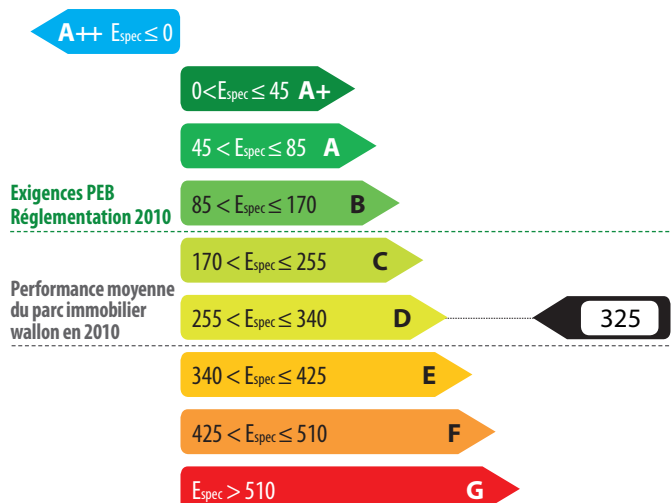 A++ Espec ≤ 0
0<Espec ≤ 45 A+
45 < Espec ≤ 85 A
Exigences PEB
Réglementation 2010
85 < Espec ≤ 170 B
170 < Espec ≤ 255 C
Performance moyenne
du parc immobilier
wallon en 2010
255 < Espec ≤ 340 D
325
340 < Espec ≤ 425 E
425 < Espec ≤ 510 F
Espec > 510 G